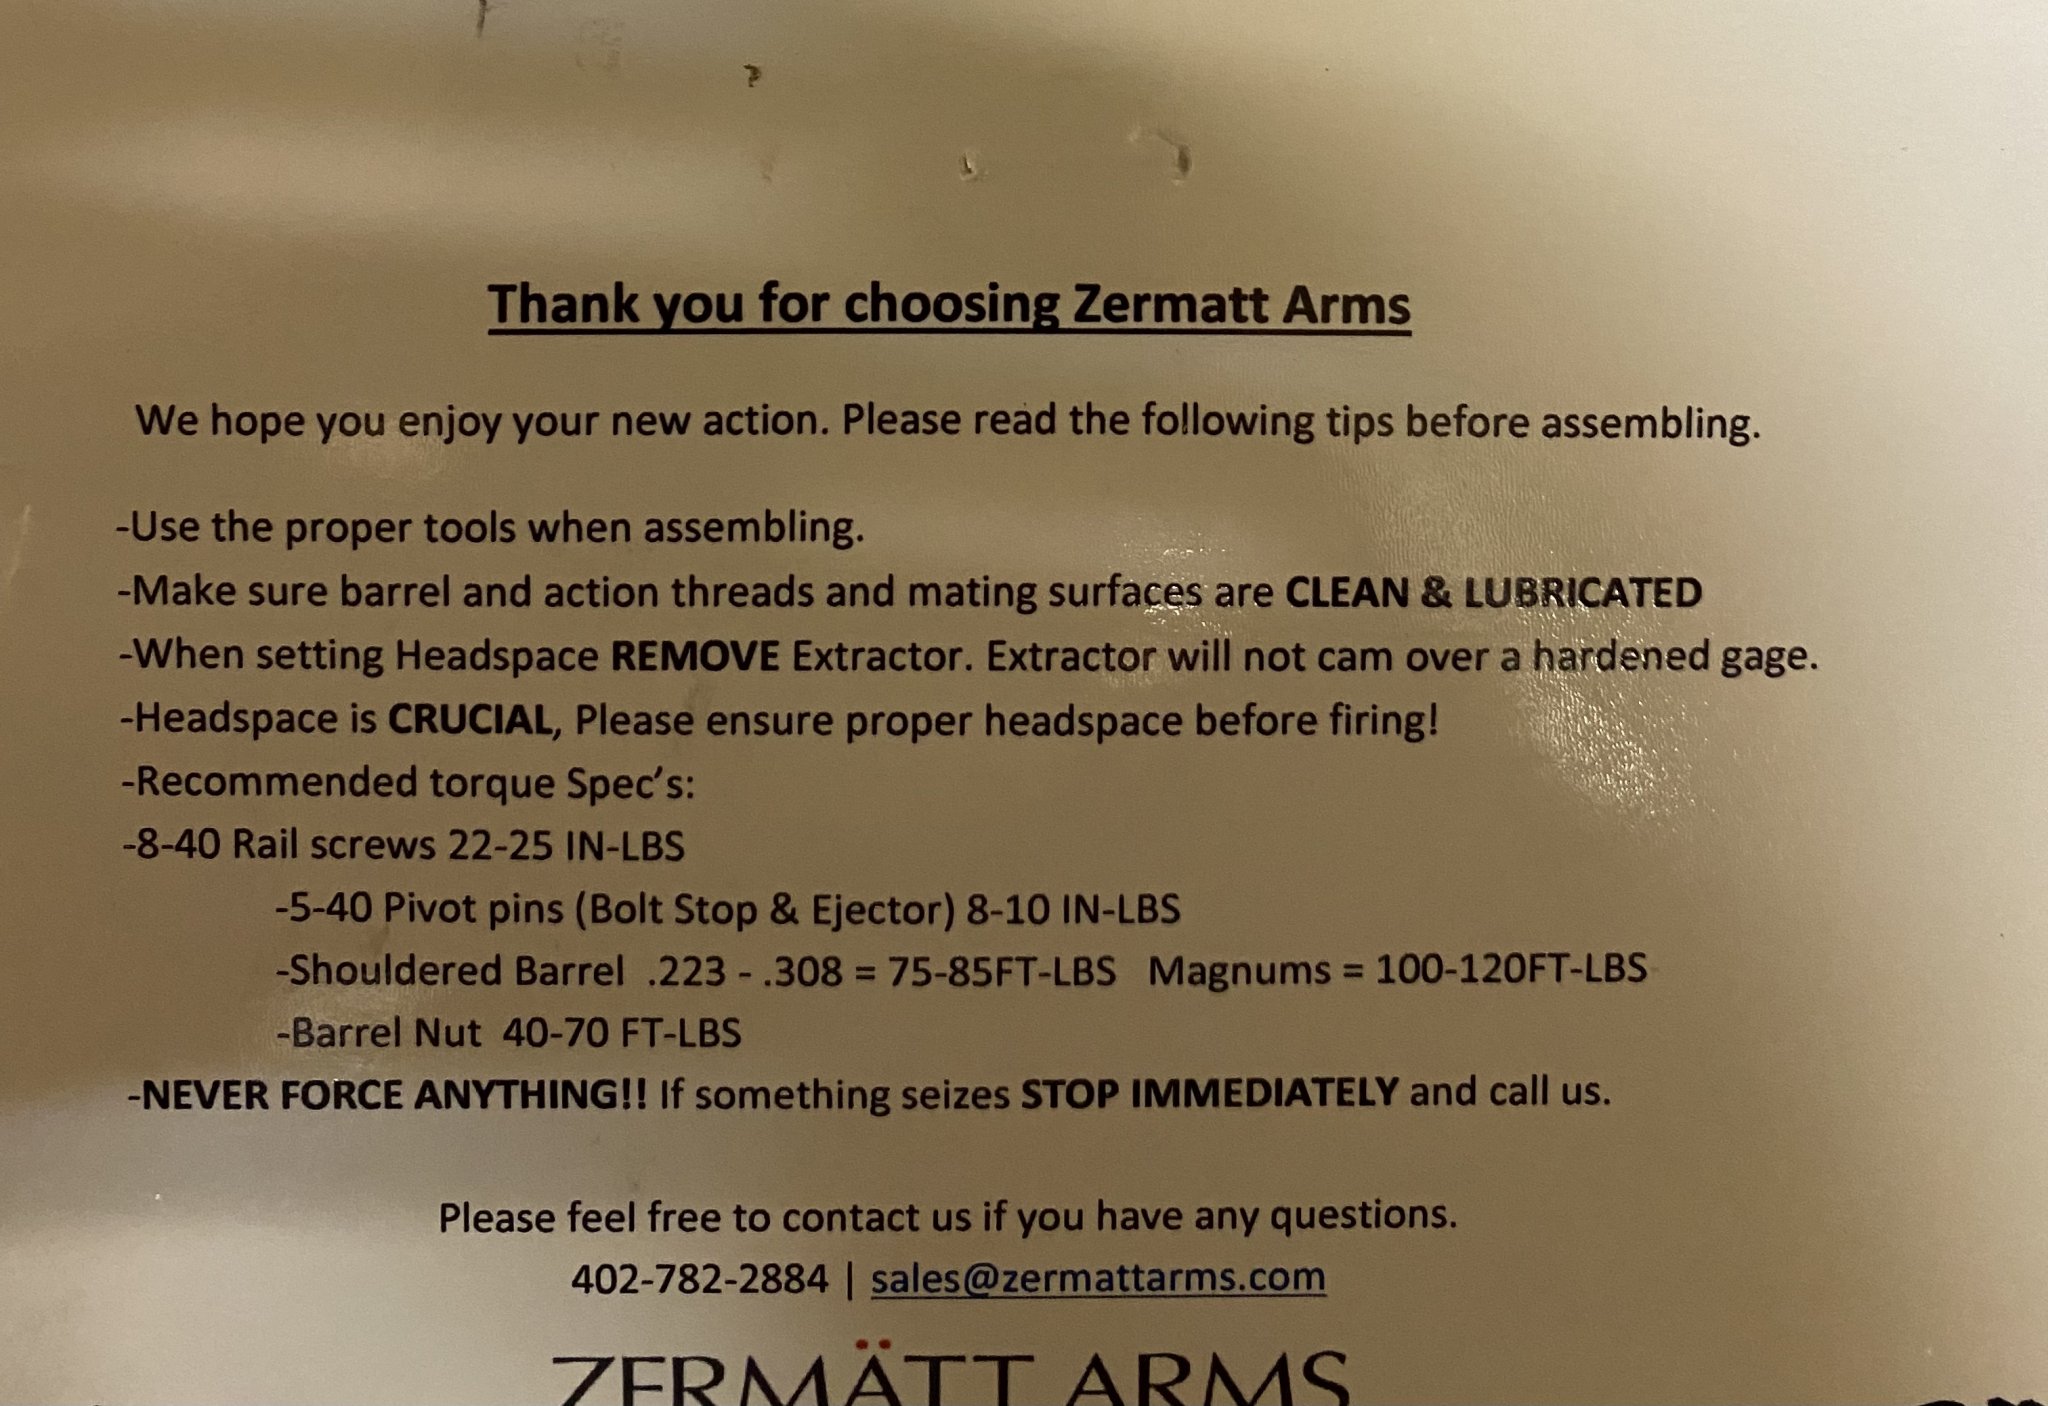 Thank you for choosing Zermatt Arms
We hope you enjoy your new action. Please read the following tips before assembling.
-Use the proper tools when assembling.
-Make sure barrel and action threads and mating surfaces are CLEAN & LUBRICATED
-When setting Headspace REMOVE Extractor. Extractor will not cam over a hardened gage.
-Headspace is CRUCIAL, Please ensure proper headspace before firing!
-Recommended torque Spec’s:
-8-40 Rail screws 22-25 IN-LBS
-5-40 Pivot pins (Bolt Stop & Ejector) 8-10 IN-LBS
-Shouldered Barrel .223 - .308 = 75-85FT-LBS Magnums = 100-120FT-LBS
-Barrel Nut 40-70 FT-LBS
-NEVER FORCE ANYTHING!! If something seizes STOP IMMEDIATELY and call us.
Please feel free to contact us if you have any questions.
402-782-2884 | sales@zermattarms.com
ZERMÄTT ARMS